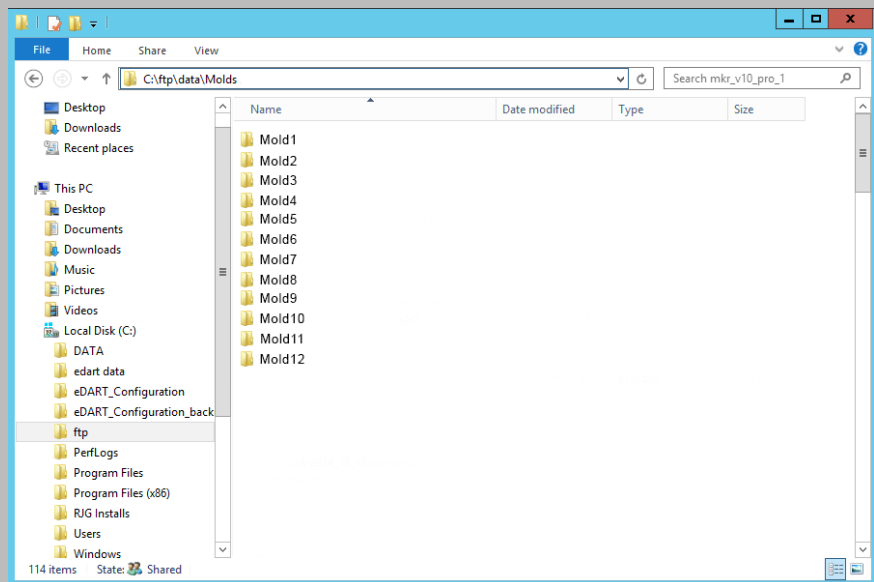 File Home Share View
C:\ftp\data\Molds Search mkr_v10_pro_1
Desktop
Downloads
Recent places
This PC
Desktop
Documents
Downloads
Music
Pictures
Videos
Local Disk (C:)
DATA
edart data
eDART_Configuration
eDART_Configuration_back
ftp
PerfLogs
Program Files
Program Files (x86)
RJG Installs
Users
Windows
Name Date modified Type Size
Mold1
Mold2
Mold3
Mold4
Mold5
Mold6
Mold7
Mold8
Mold9
Mold10
Mold11
Mold12
114 items State: Shared